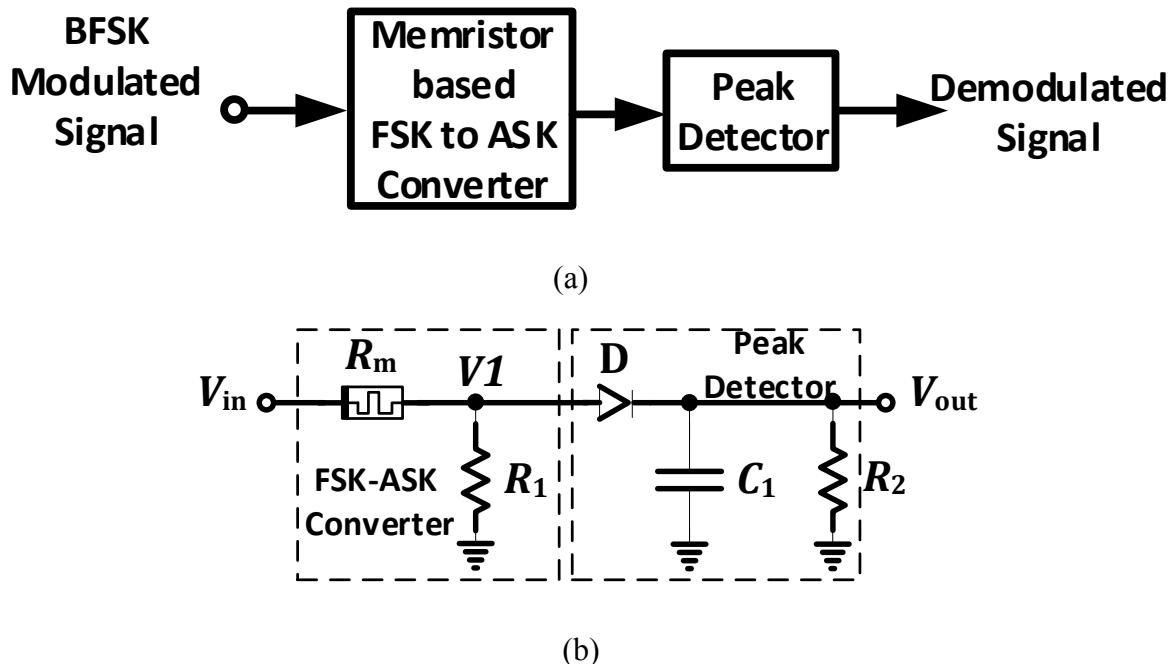 BFSK
Modulated
Signal
Memristor
based
FSK to ASK
Converter
Peak
Detector
Demodulated
Signal
(a)
Vin
Rm
V1
R1
FSK-ASK
Converter
D
Peak
Detector
C1
R2
Vout
(b)